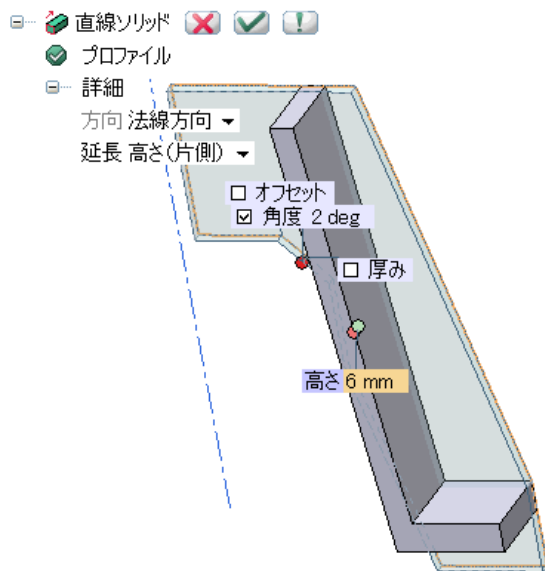 直線ソリッド
プロファイル
詳細
方向 法線方向
延長 高さ(片側)
オフセット
角度 2 deg
厚み
高さ 6 mm